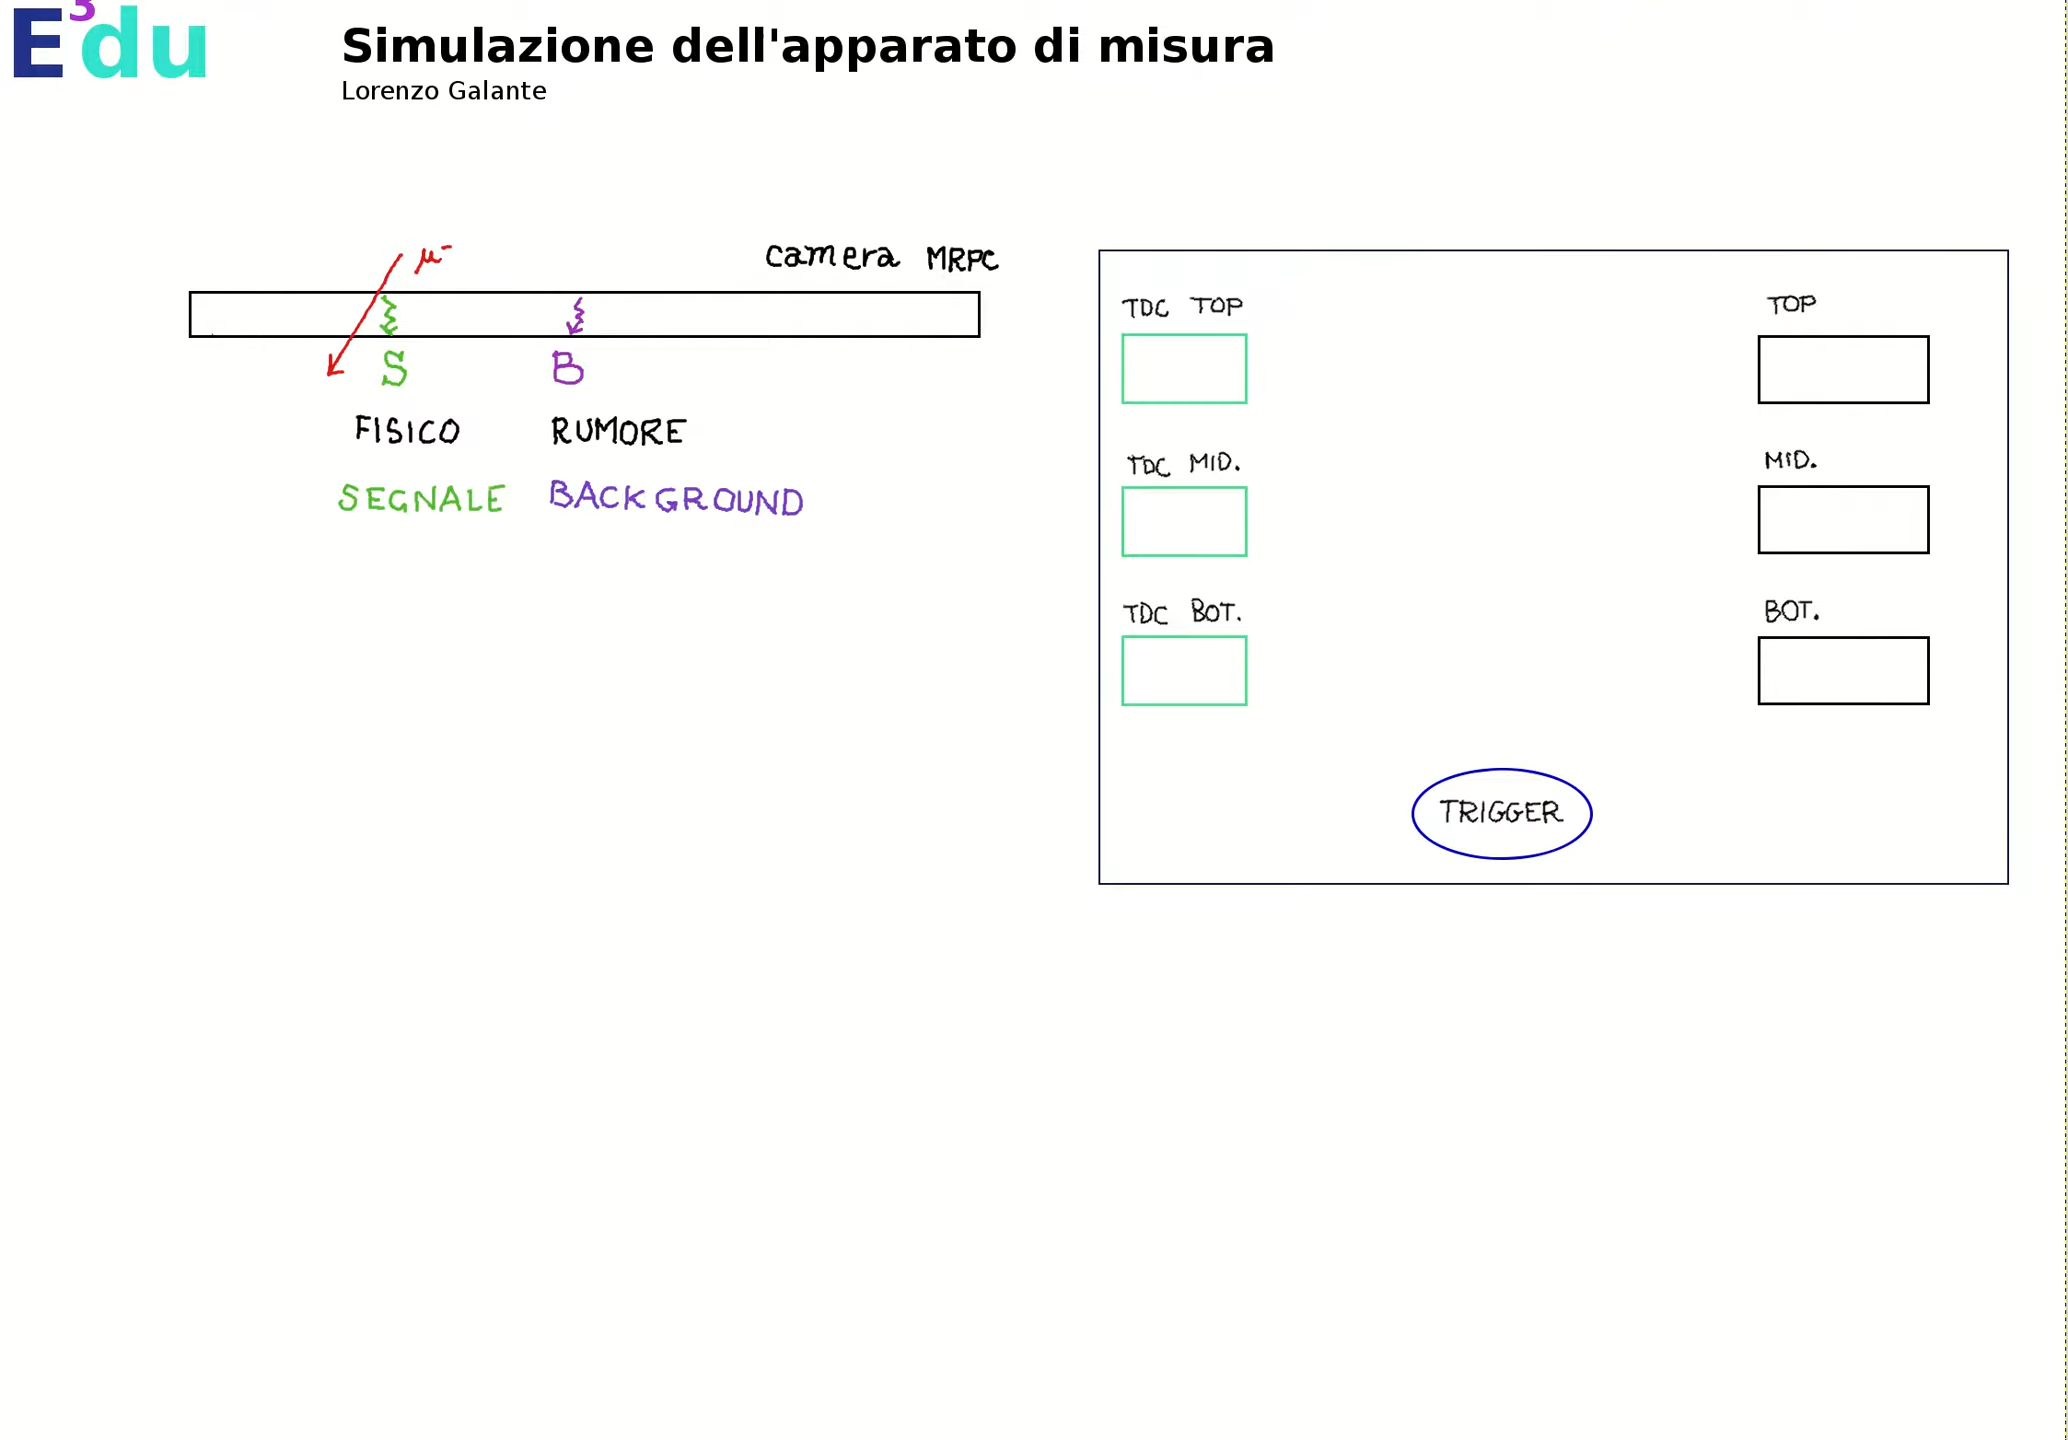 E³du
Simulazione dell'apparato di misura
Lorenzo Galante
μ⁻
camera MRPC
S
B
FISICO
RUMORE
SEGNALE
BACKGROUND
TDC TOP
TOP
TDC MID.
MID.
TDC BOT.
BOT.
TRIGGER